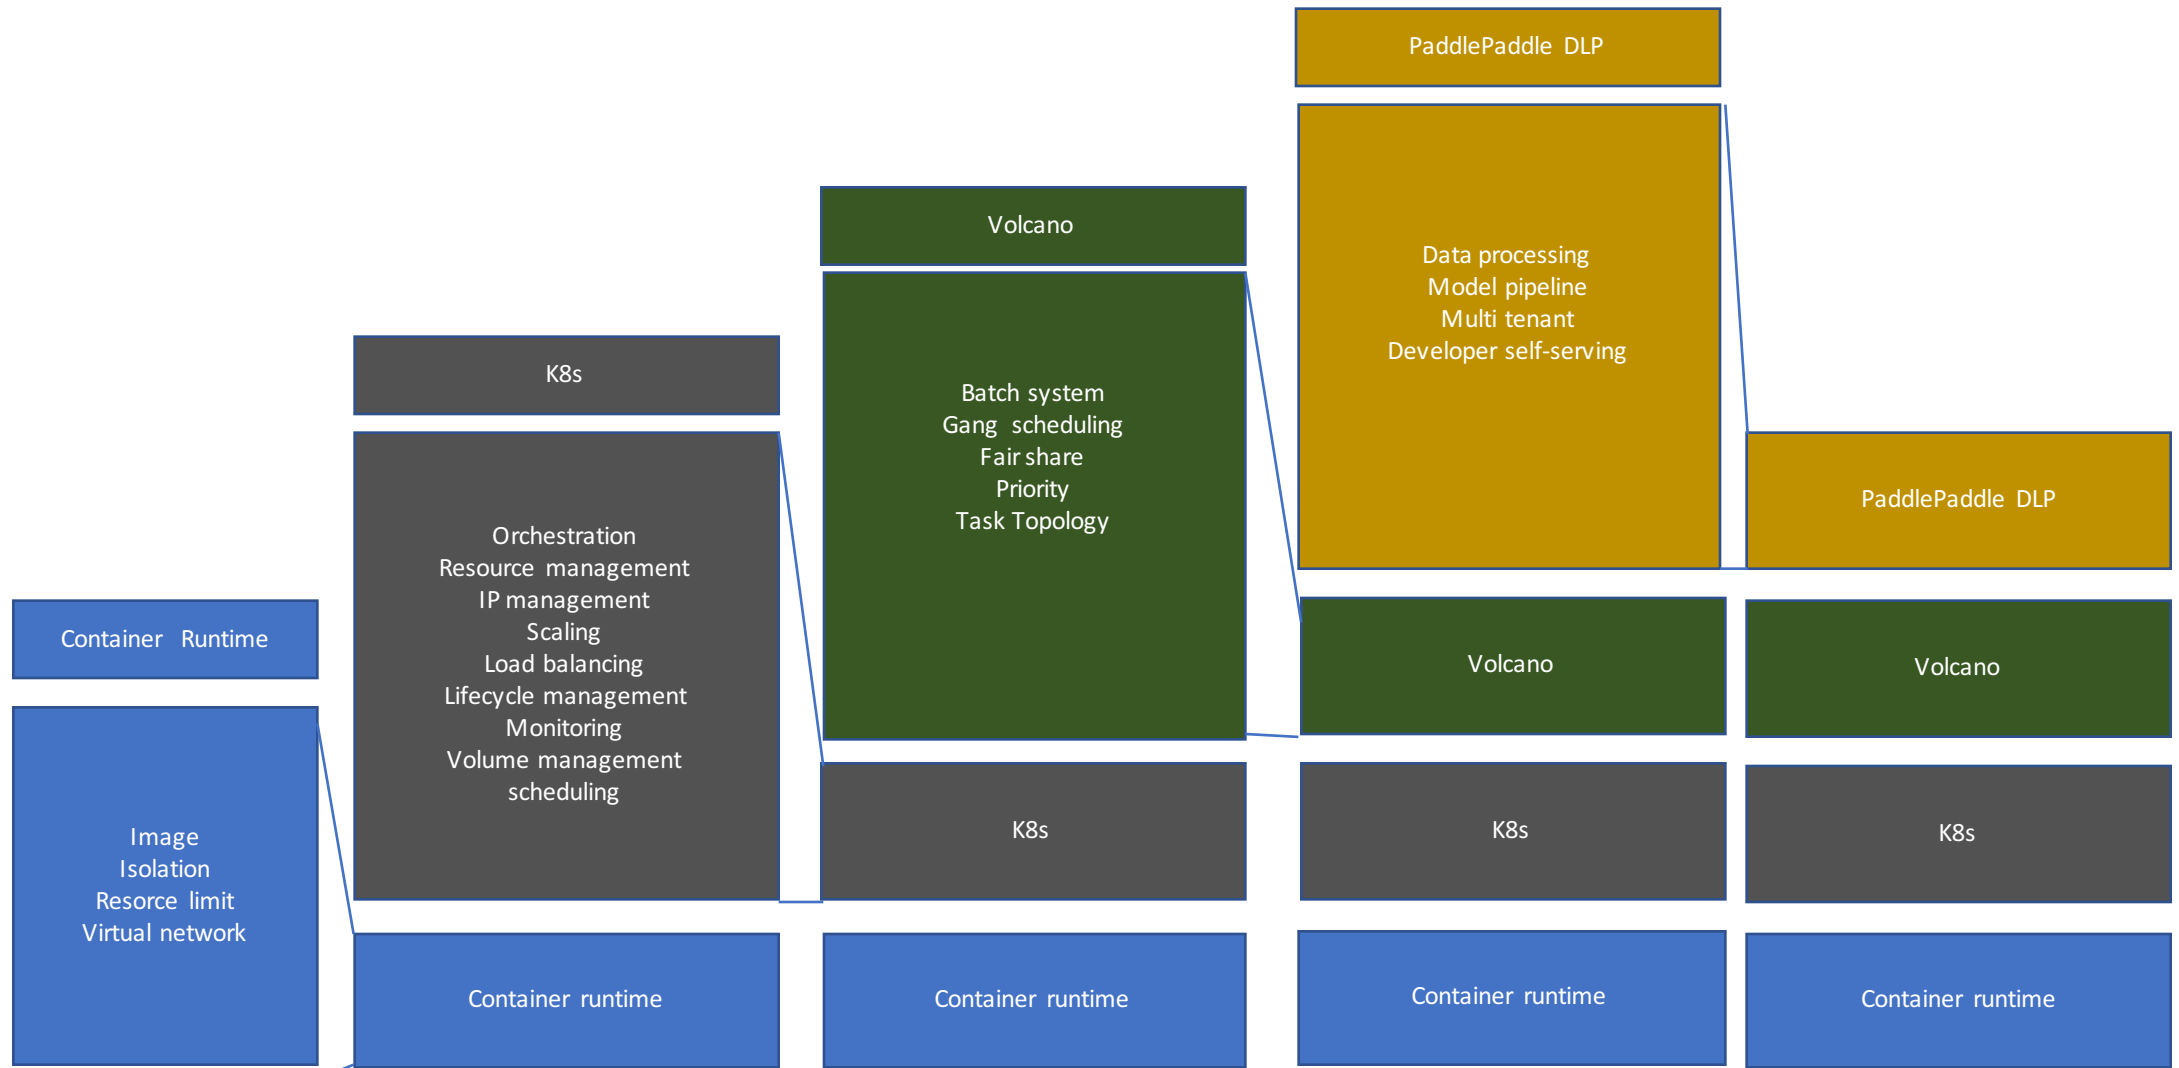 Container Runtime
Image
Isolation
Resorce limit
Virtual network
K8s
Orchestration
Resource management
IP management
Scaling
Load balancing
Lifecycle management
Monitoring
Volume management
scheduling
Container runtime
Volcano
Batch system
Gang scheduling
Fair share
Priority
Task Topology
K8s
Container runtime
PaddlePaddle DLP
Data processing
Model pipeline
Multi tenant
Developer self-serving
Volcano
K8s
Container runtime
PaddlePaddle DLP
Volcano
K8s
Container runtime